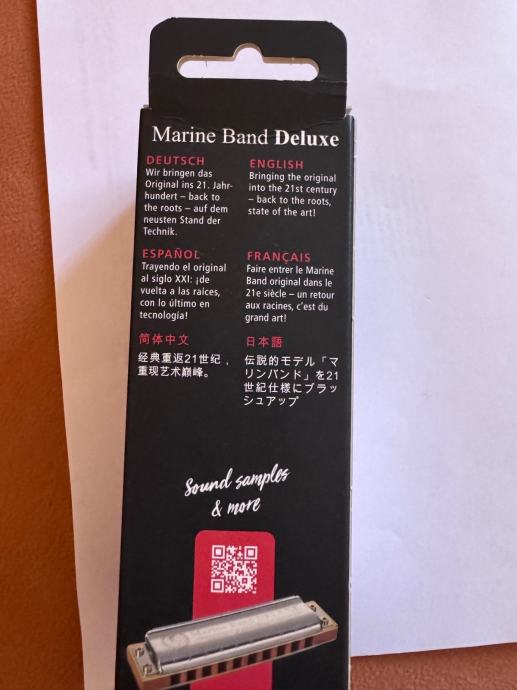 Marine Band Deluxe
DEUTSCH
Wir bringen das
Original ins 21. Jahr-
hundert – back to
the roots – auf dem
neusten Stand der
Technik.
ENGLISH
Bringing the original
into the 21st century
– back to the roots,
state of the art!
ESPAÑOL
Trayendo el original
al siglo XXI: ¡de
vuelta a las raíces,
con lo último en
tecnología!
FRANÇAIS
Faire entrer le Marine
Band original dans le
21e siècle – un retour
aux racines, c'est du
grand art!
简体中文
经典重返21世纪，
重现艺术巅峰。
日本語
伝説的モデル「マ
リンバンド」を21
世紀仕様にブラッ
シュアップ
Sound samples
& more